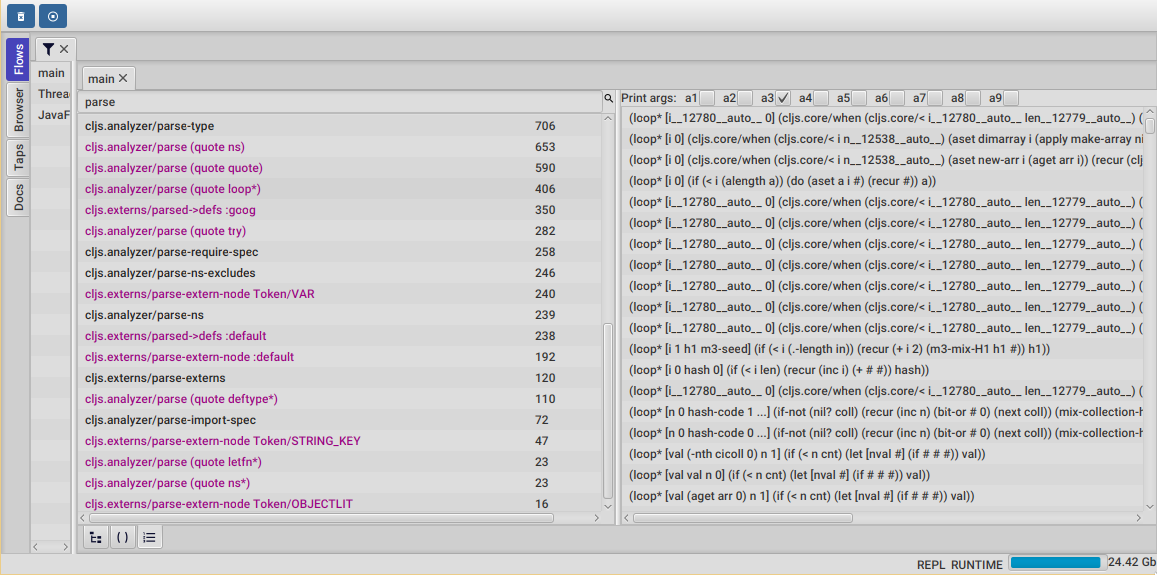 Flows
Browser
Taps
Docs
main
Threa
JavaF
main
parse
cljs.analyzer/parse-type 706
cljs.analyzer/parse (quote ns) 653
cljs.analyzer/parse (quote quote) 590
cljs.analyzer/parse (quote loop*) 406
cljs.externs/parsed->defs :goog 350
cljs.analyzer/parse (quote try) 282
cljs.analyzer/parse-require-spec 258
cljs.analyzer/parse-ns-excludes 246
cljs.externs/parse-extern-node Token/VAR 240
cljs.analyzer/parse-ns 239
cljs.externs/parsed->defs :default 238
cljs.externs/parse-extern-node :default 192
cljs.externs/parse-externs 120
cljs.analyzer/parse (quote deftype*) 110
cljs.analyzer/parse-import-spec 72
cljs.externs/parse-extern-node Token/STRING_KEY 47
cljs.analyzer/parse (quote letfn*) 23
cljs.analyzer/parse (quote ns*) 23
cljs.externs/parse-extern-node Token/OBJECTLIT 16
Print args: a1 a2 a3 a4 a5 a6 a7 a8 a9
(loop* [i__12780__auto__ 0] (cljs.core/when (cljs.core/< i__12780__auto__ len__12779__auto__) (
(loop* [i 0] (cljs.core/when (cljs.core/< i n__12538__auto__) (aset dimarray i (apply make-array ni
(loop* [i 0] (cljs.core/when (cljs.core/< i n__12538__auto__) (aset new-arr i (aget arr i)) (recur (clj
(loop* [i 0] (if (< i (alength a)) (do (aset a i #) (recur #)) a))
(loop* [i__12780__auto__ 0] (cljs.core/when (cljs.core/< i__12780__auto__ len__12779__auto__) (
(loop* [i__12780__auto__ 0] (cljs.core/when (cljs.core/< i__12780__auto__ len__12779__auto__) (
(loop* [i__12780__auto__ 0] (cljs.core/when (cljs.core/< i__12780__auto__ len__12779__auto__) (
(loop* [i__12780__auto__ 0] (cljs.core/when (cljs.core/< i__12780__auto__ len__12779__auto__) (
(loop* [i__12780__auto__ 0] (cljs.core/when (cljs.core/< i__12780__auto__ len__12779__auto__) (
(loop* [i__12780__auto__ 0] (cljs.core/when (cljs.core/< i__12780__auto__ len__12779__auto__) (
(loop* [i__12780__auto__ 0] (cljs.core/when (cljs.core/< i__12780__auto__ len__12779__auto__) (
(loop* [i 1 h1 m3-seed] (if (< i (.-length in)) (recur (+ i 2) (m3-mix-H1 h1 #)) h1))
(loop* [i 0 hash 0] (if (< i len) (recur (inc i) (+ # #)) hash))
(loop* [i__12780__auto__ 0] (cljs.core/when (cljs.core/< i__12780__auto__ len__12779__auto__) (
(loop* [n 0 hash-code 1 ...] (if-not (nil? coll) (recur (inc n) (bit-or # 0) (next coll)) (mix-collection-h
(loop* [n 0 hash-code 0 ...] (if-not (nil? coll) (recur (inc n) (bit-or # 0) (next coll)) (mix-collection-h
(loop* [val (-nth cicoll 0) n 1] (if (< n cnt) (let [nval #] (if # # #)) val))
(loop* [val val n 0] (if (< n cnt) (let [nval #] (if # # #)) val))
(loop* [val (aget arr 0) n 1] (if (< n cnt) (let [nval #] (if # # #)) val))
( )
REPL RUNTIME 24.42 Gb